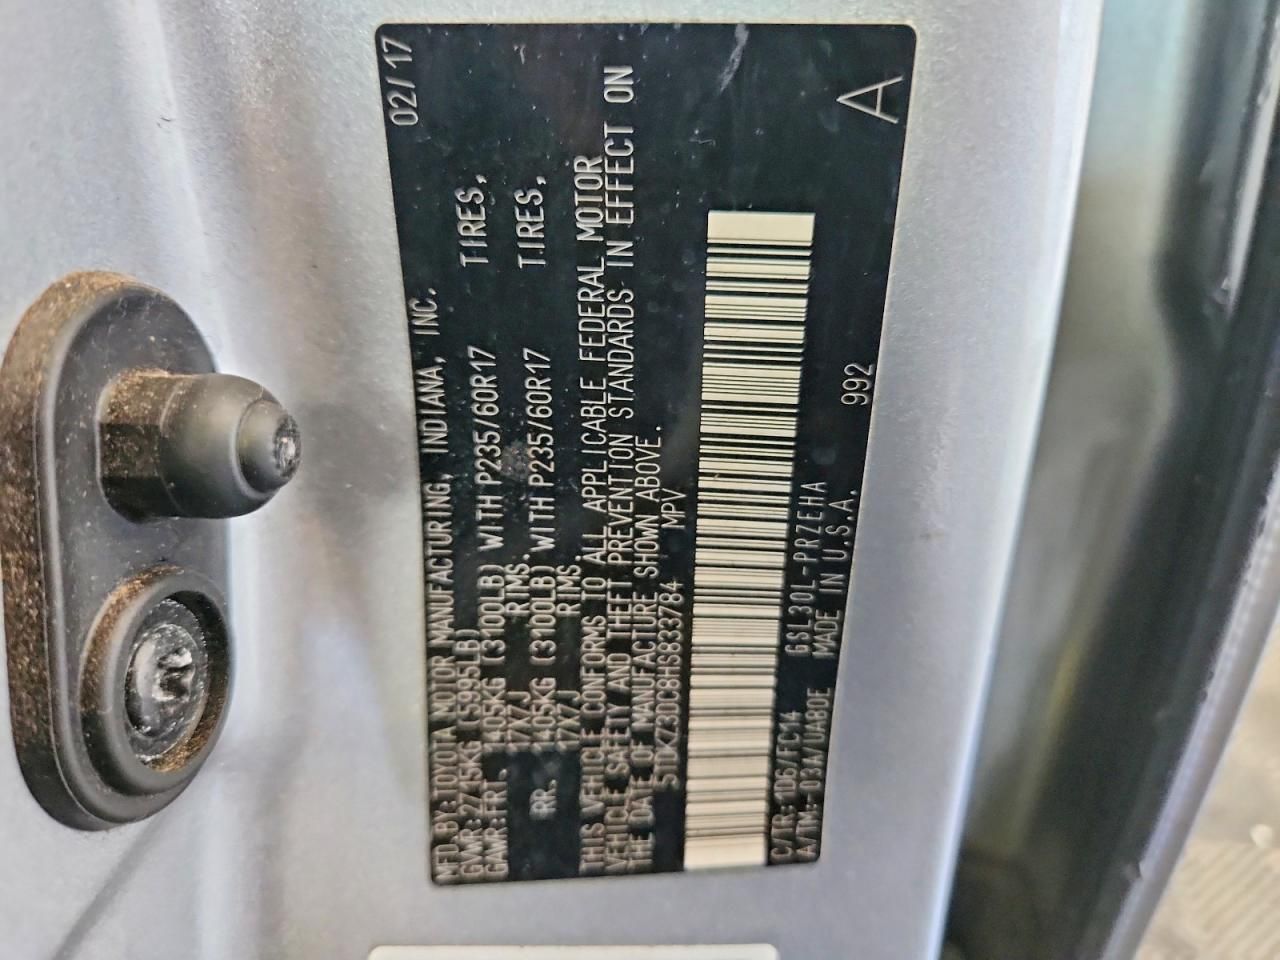 MFD.BY:TOYOTA MOTOR MANUFACTURING, INDIANA, INC. 02/17
GVWR:2715KG (5995LB)
GAWR:FRT. 1405KG (3100LB) WITH P235/60R17 TIRES,
17X7J RIMS.
RR. 1405KG (3100LB) WITH P235/60R17 TIRES,
17X7J RIMS.
THIS VEHICLE CONFORMS TO ALL APPLICABLE FEDERAL MOTOR
VEHICLE SAFETY AND THEFT PREVENTION STANDARDS IN EFFECT ON
THE DATE OF MANUFACTURE SHOWN ABOVE.
5TDKZ3DC8HS833784 MPV
C/TR: 1D6/FC14 GSL30L-PRZEHA
A/TM: -03A/UA80E MADE IN U.S.A.
992
A